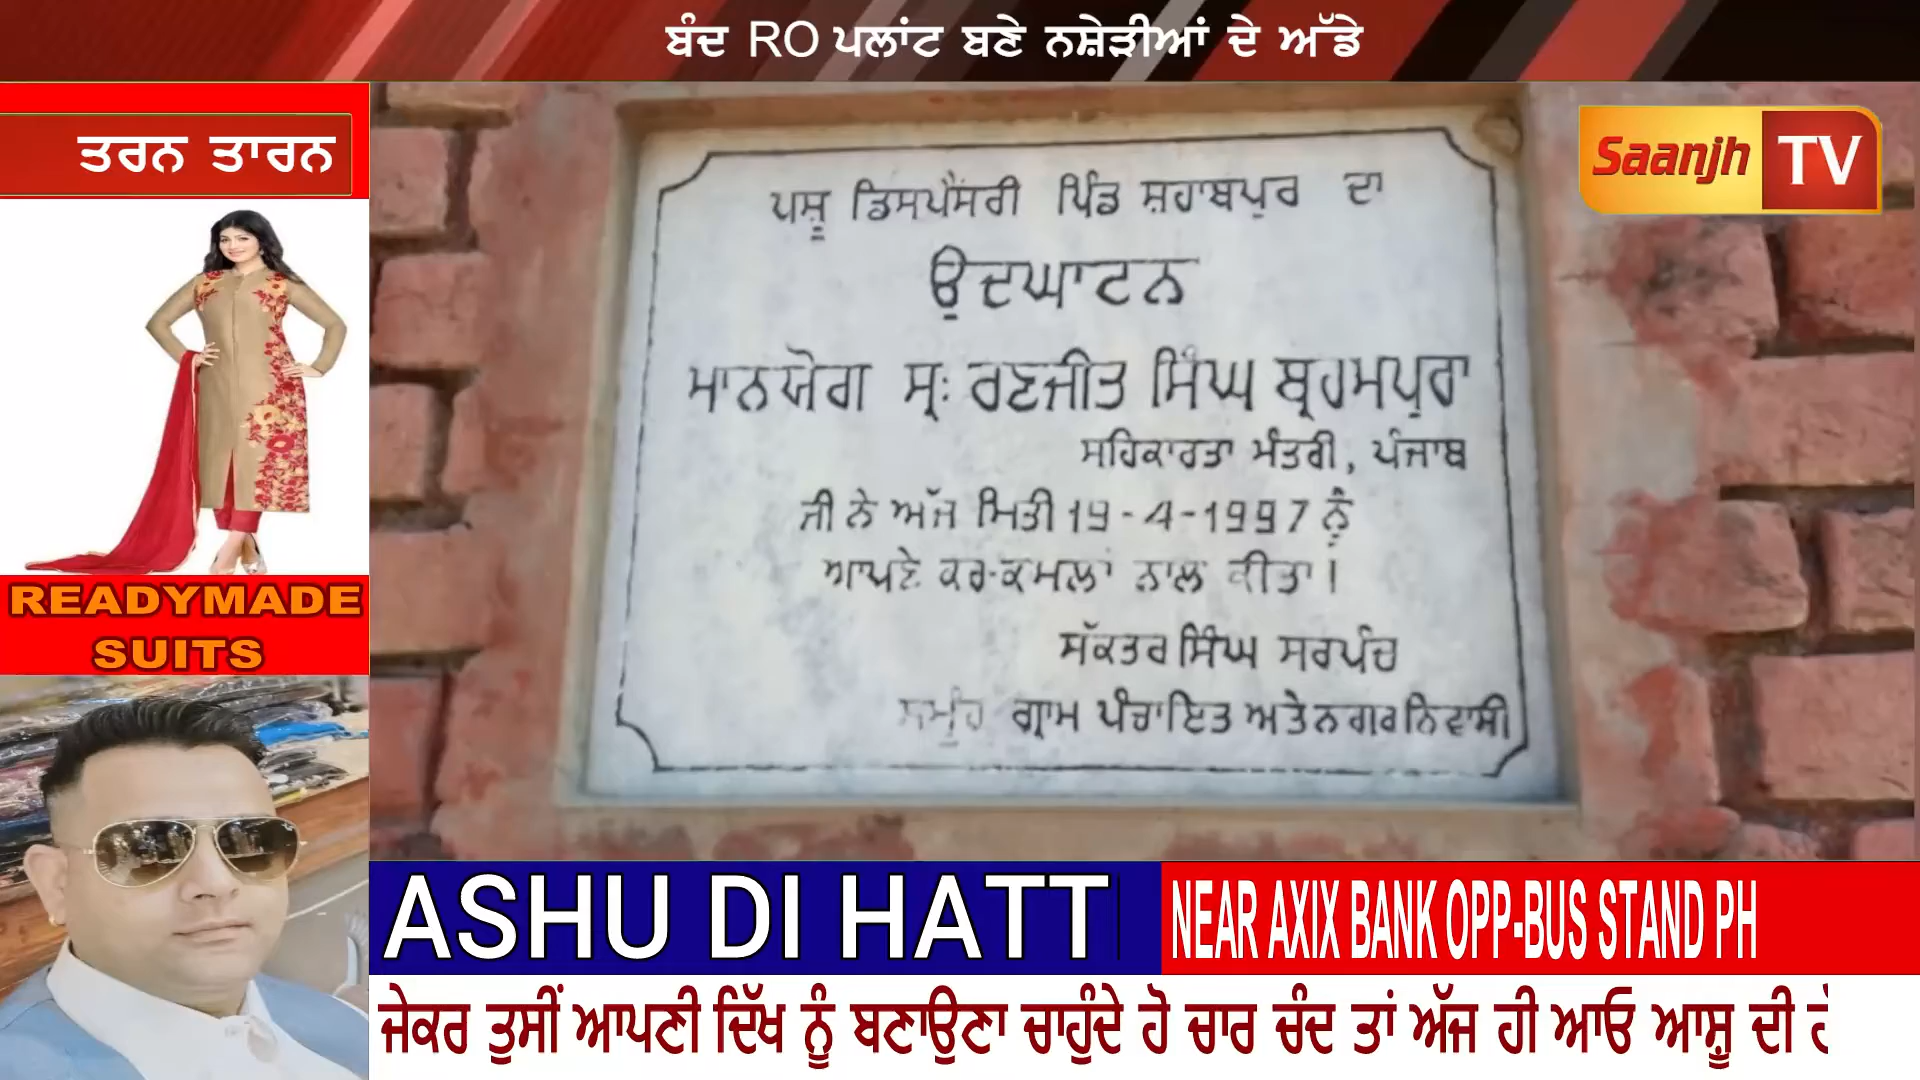 ਬੰਦ RO ਪਲਾਂਟ ਬਣੇ ਨਸ਼ੇੜੀਆਂ ਦੇ ਅੱਡੇ
ਤਰਨ ਤਾਰਨ
Saanjh TV
ਪਸ਼ੂ ਡਿਸਪੈਂਸਰੀ ਪਿੰਡ ਸ਼ਹਾਬਪੁਰ ਦਾ
ਉਦਘਾਟਨ
ਮਾਨਯੋਗ ਸ੍ਰ: ਰਣਜੀਤ ਸਿੰਘ ਬ੍ਰਹਮਪੁਰਾ
ਸਹਿਕਾਰਤਾ ਮੰਤਰੀ, ਪੰਜਾਬ
ਜੀ ਨੇ ਅੱਜ ਮਿਤੀ 19-4-1997 ਨੂੰ
ਆਪਣੇ ਕਰ-ਕਮਲਾਂ ਨਾਲ ਕੀਤਾ।
ਸੱਕਤਰ ਸਿੰਘ ਸਰਪੰਚ
ਸਮੂੰਹ ਗ੍ਰਾਮ ਪੰਚਾਇਤ ਅਤੇ ਨਗਰ ਨਿਵਾਸੀ
READYMADE
SUITS
ASHU DI HATT
NEAR AXIX BANK OPP-BUS STAND PH
ਜੇਕਰ ਤੁਸੀਂ ਆਪਣੀ ਦਿੱਖ ਨੂੰ ਬਣਾਉਣਾ ਚਾਹੁੰਦੇ ਹੋ ਚਾਰ ਚੰਦ ਤਾਂ ਅੱਜ ਹੀ ਆਓ ਆਸ਼ੂ ਦੀ